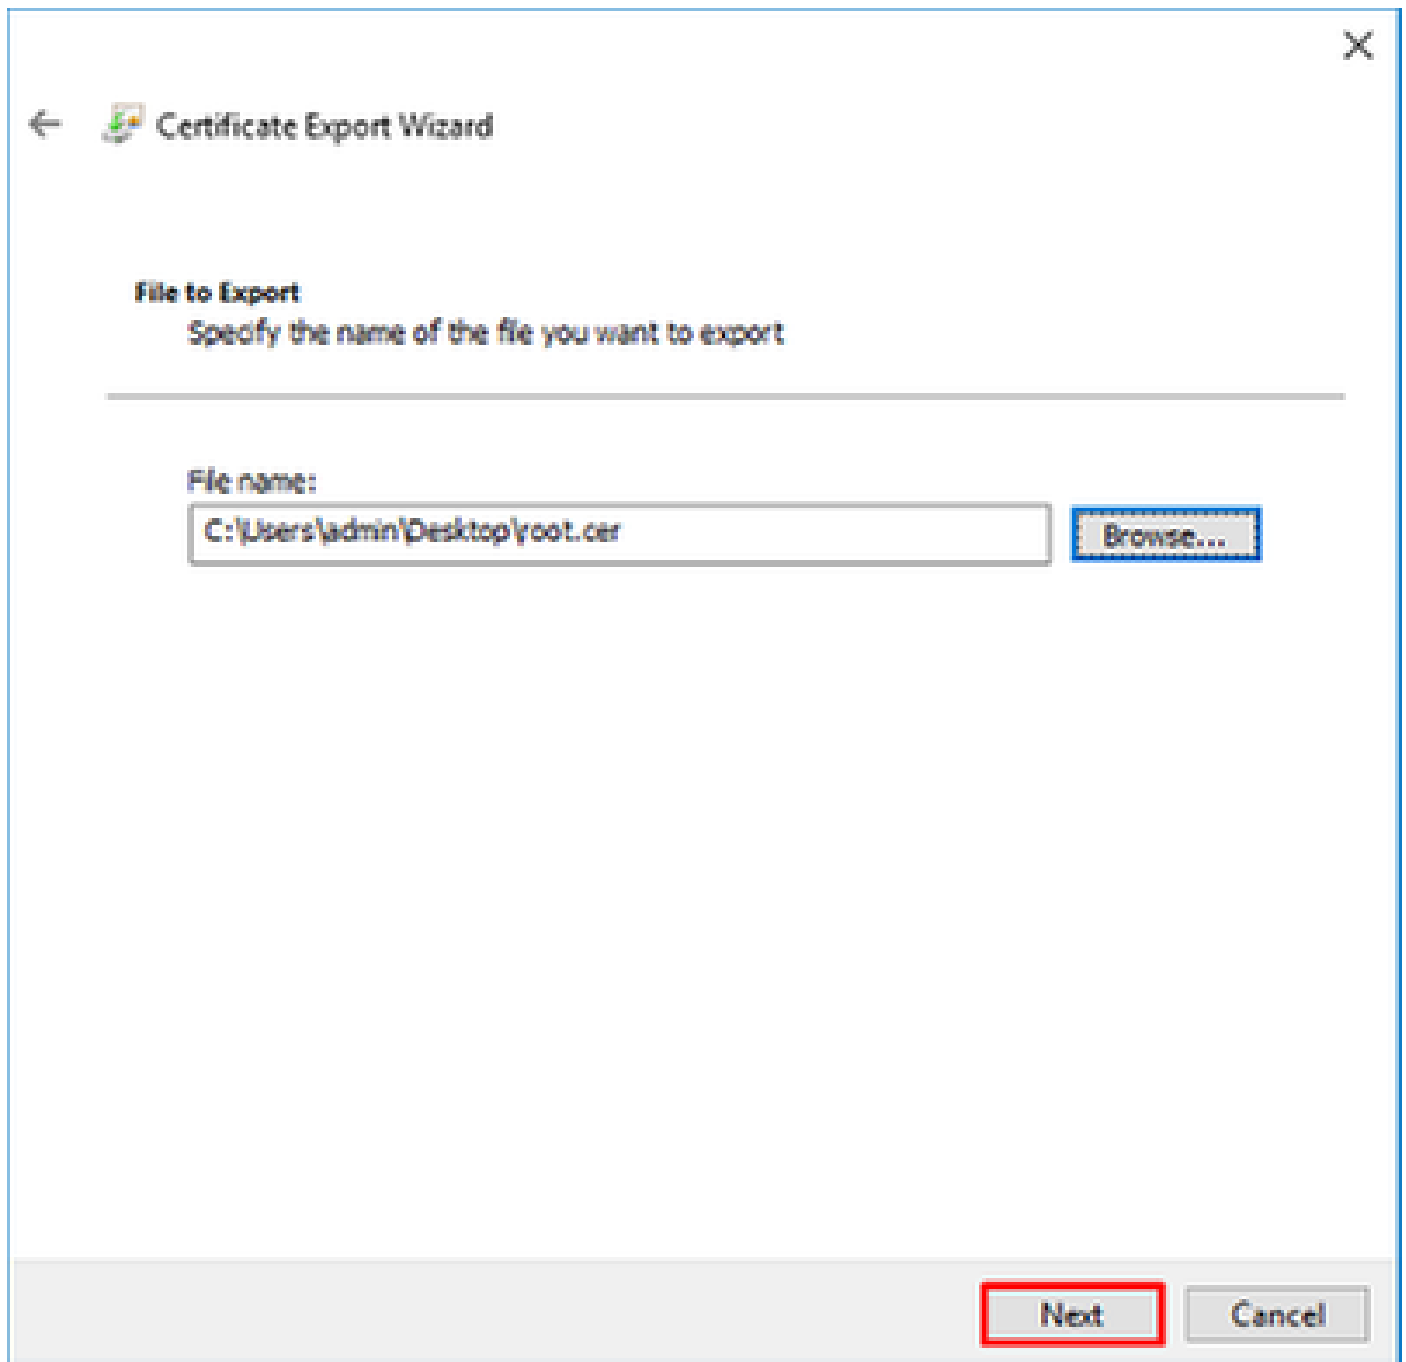 Certificate Export Wizard
File to Export
Specify the name of the file you want to export
File name:
C:\Users\admin\Desktop\root.cer
Browse...
Next
Cancel